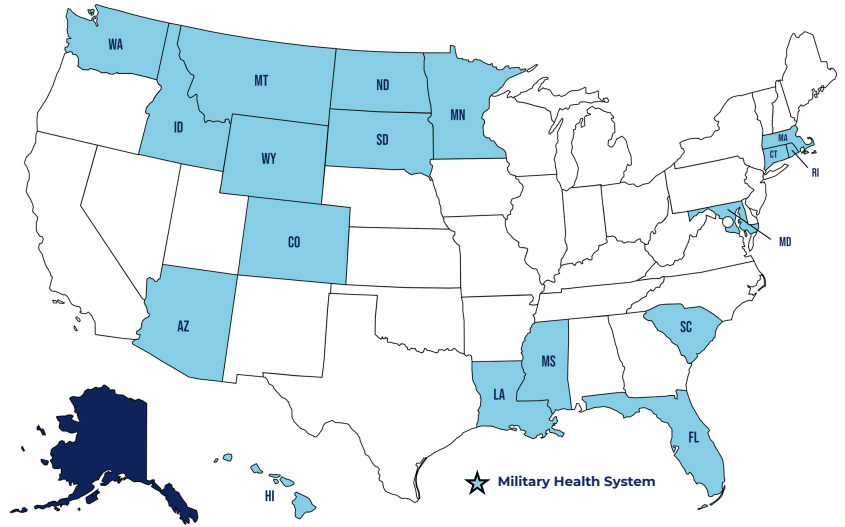 WA
MT
ND
MN
ID
SD
WY
MA
CT
RI
CO
MD
AZ
SC
MS
LA
FL
HI
Military Health System